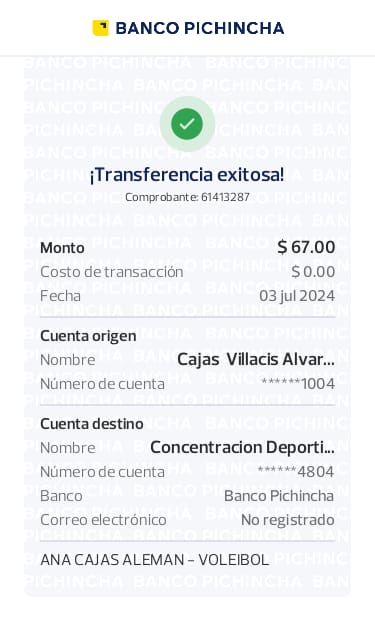 BANCO PICHINCHA
¡Transferencia exitosa!
Comprobante: 61413287
Monto $ 67.00
Costo de transacción $ 0.00
Fecha 03 jul 2024
Cuenta origen
Nombre Cajas Villacis Alvar...
Número de cuenta ******1004
Cuenta destino
Nombre Concentracion Deporti...
Número de cuenta ******4804
Banco Banco Pichincha
Correo electrónico No registrado
ANA CAJAS ALEMAN - VOLEIBOL